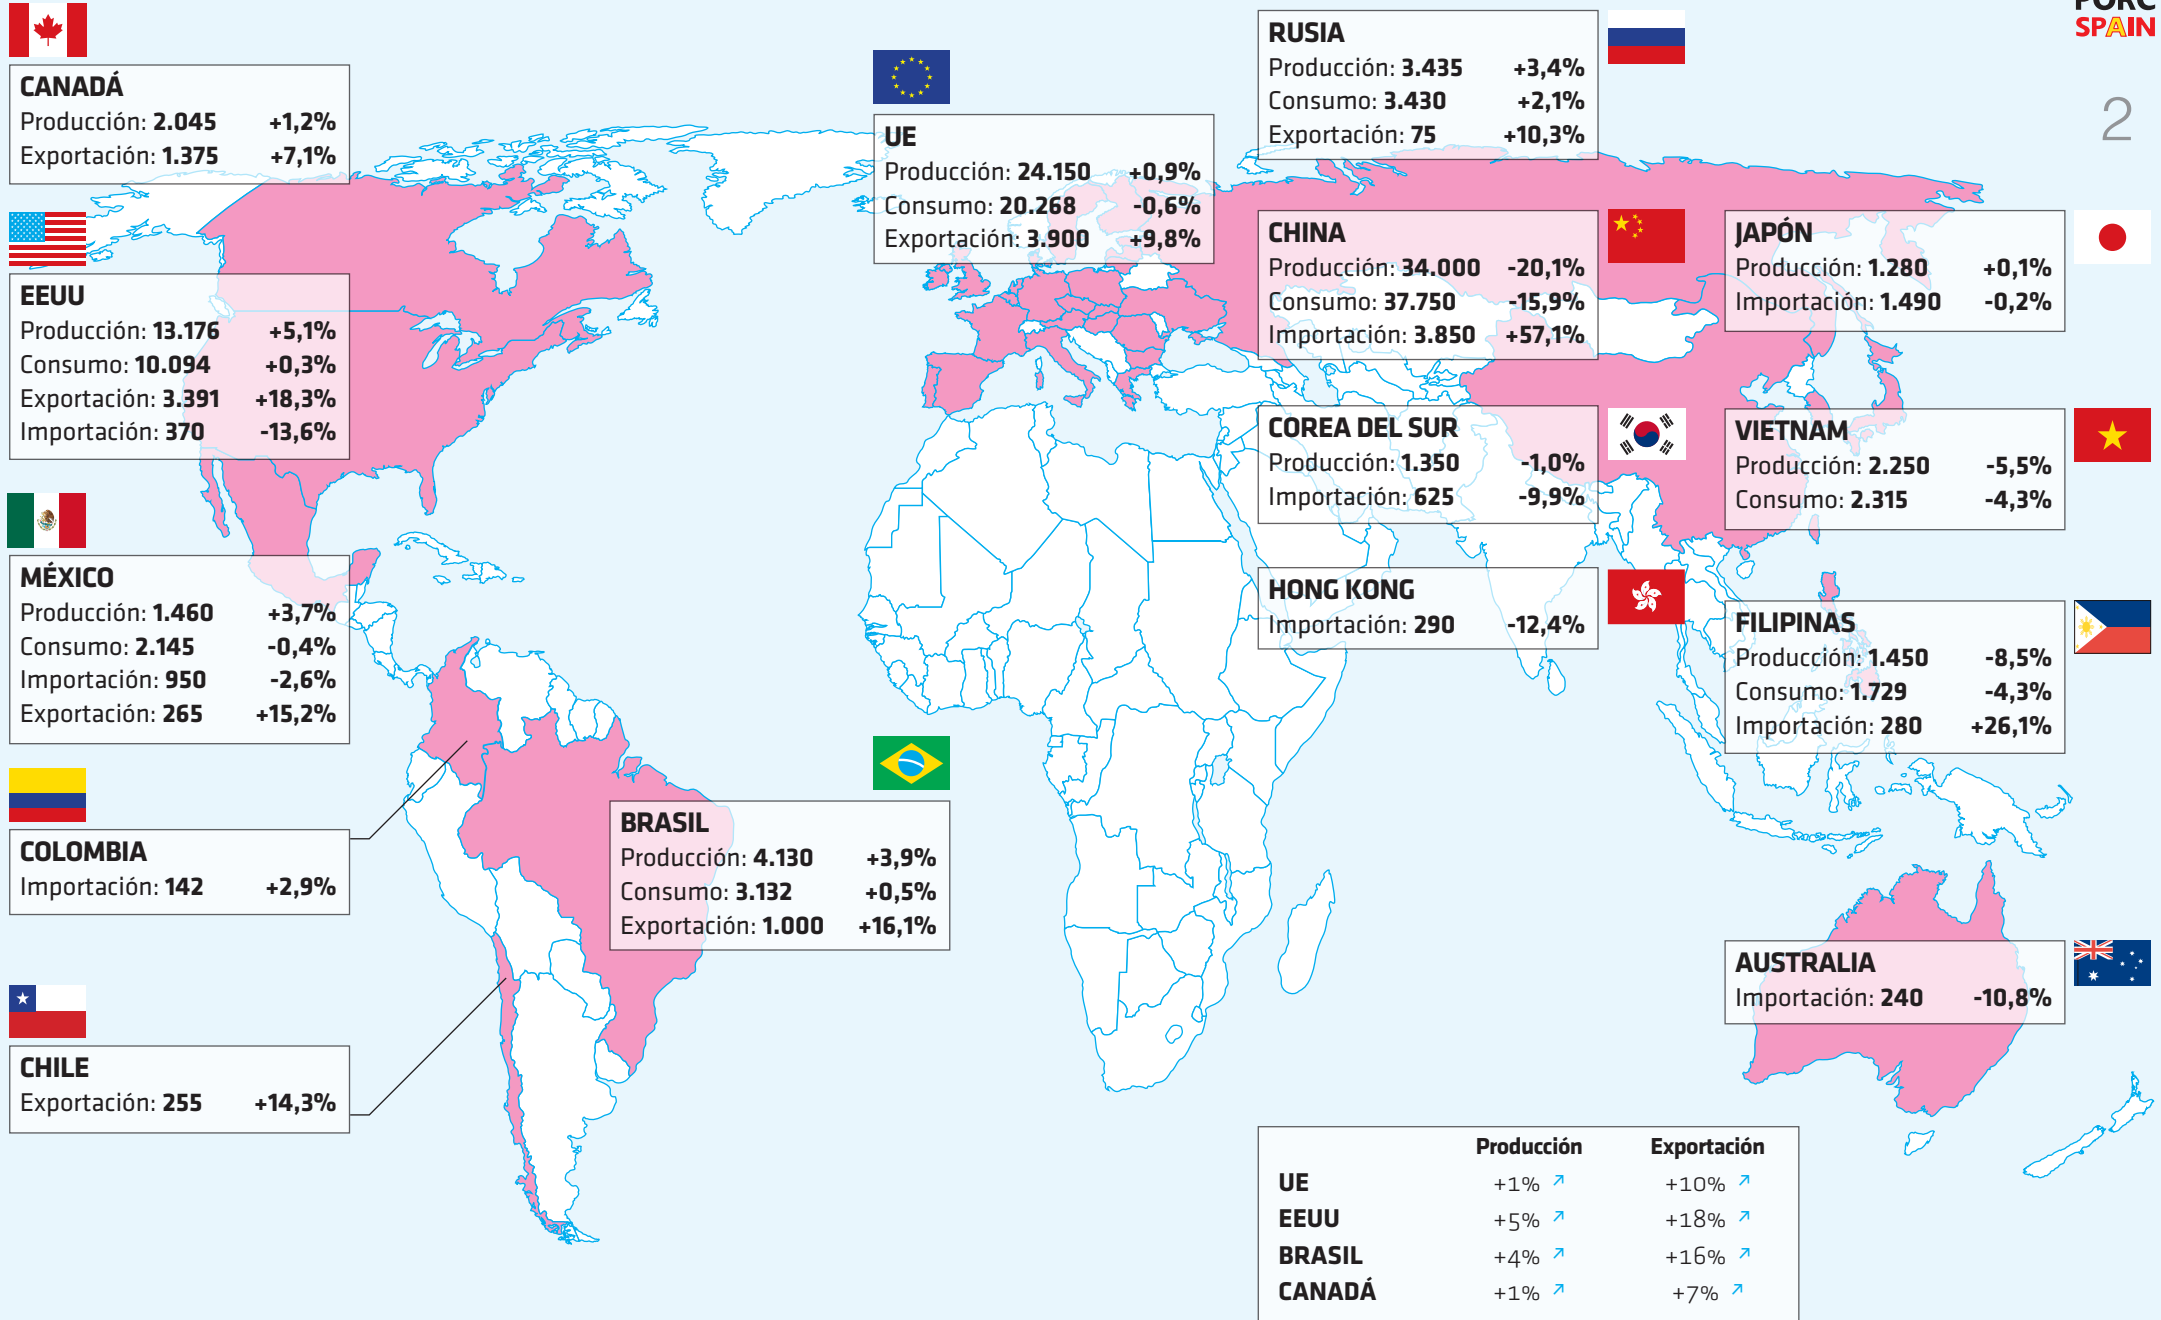 PORC
SPAIN
2
CANADÁ
Producción: 2.045 +1,2%
Exportación: 1.375 +7,1%
EEUU
Producción: 13.176 +5,1%
Consumo: 10.094 +0,3%
Exportación: 3.391 +18,3%
Importación: 370 -13,6%
MÉXICO
Producción: 1.460 +3,7%
Consumo: 2.145 -0,4%
Importación: 950 -2,6%
Exportación: 265 +15,2%
COLOMBIA
Importación: 142 +2,9%
CHILE
Exportación: 255 +14,3%
UE
Producción: 24.150 +0,9%
Consumo: 20.268 -0,6%
Exportación: 3.900 +9,8%
BRASIL
Producción: 4.130 +3,9%
Consumo: 3.132 +0,5%
Exportación: 1.000 +16,1%
RUSIA
Producción: 3.435 +3,4%
Consumo: 3.430 +2,1%
Exportación: 75 +10,3%
CHINA
Producción: 34.000 -20,1%
Consumo: 37.750 -15,9%
Importación: 3.850 +57,1%
COREA DEL SUR
Producción: 1.350 -1,0%
Importación: 625 -9,9%
HONG KONG
Importación: 290 -12,4%
JAPÓN
Producción: 1.280 +0,1%
Importación: 1.490 -0,2%
VIETNAM
Producción: 2.250 -5,5%
Consumo: 2.315 -4,3%
FILIPINAS
Producción: 1.450 -8,5%
Consumo: 1.729 -4,3%
Importación: 280 +26,1%
AUSTRALIA
Importación: 240 -10,8%
Producción Exportación
UE +1% ↗ +10% ↗
EEUU +5% ↗ +18% ↗
BRASIL +4% ↗ +16% ↗
CANADÁ +1% ↗ +7% ↗